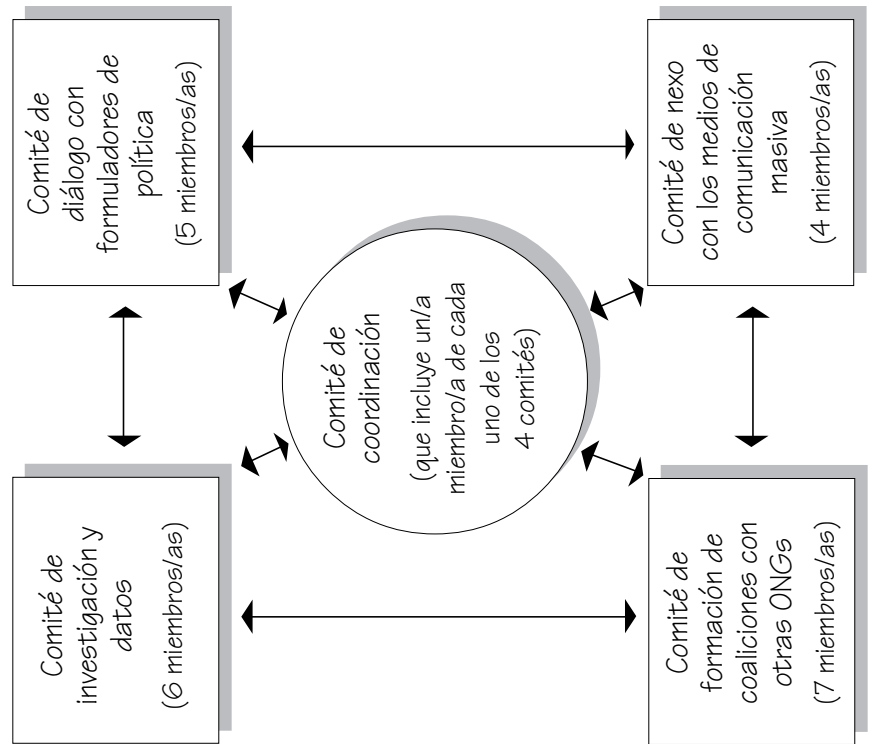 Comité de
investigación y
datos
(6 miembros/as)
Comité de
diálogo con
formuladores de
política
(5 miembros/as)
Comité de
coordinación
(que incluye un/a
miembro/a de cada
uno de los
4 comités)
Comité de
formación de
coaliciones con
otras ONGs
(7 miembros/as)
Comité de nexo
con los medios de
comunicación
masiva
(4 miembros/as)